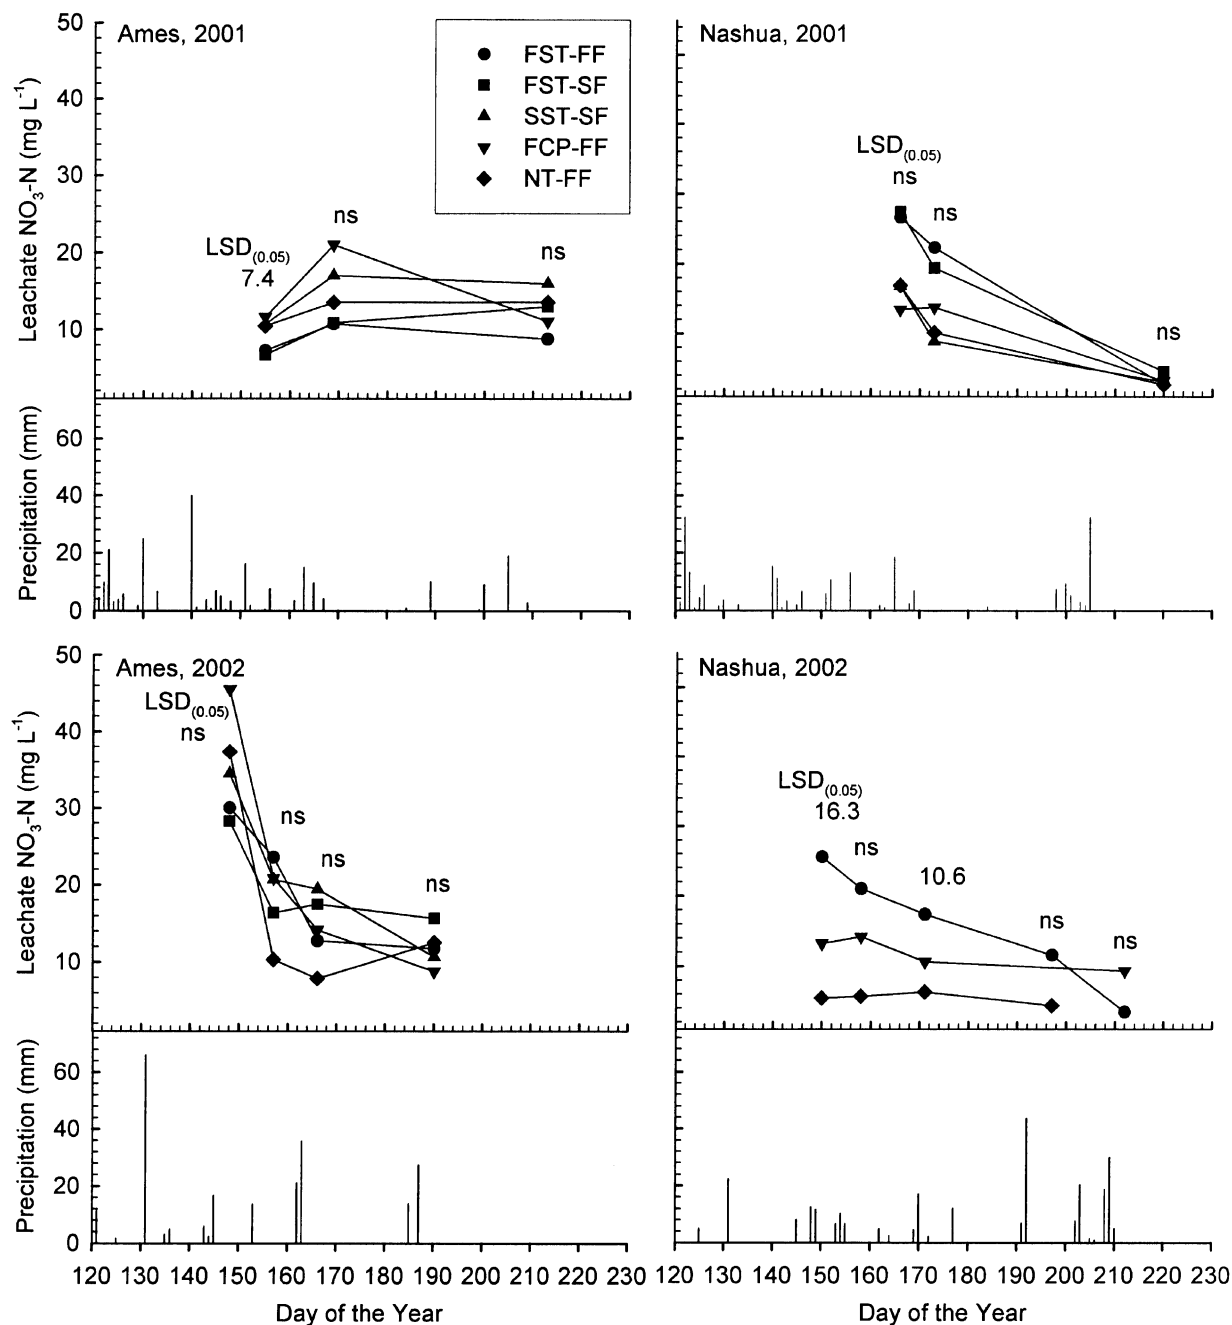 Ames, 2001
Nashua, 2001
FST-FF
FST-SF
SST-SF
FCP-FF
NT-FF
Leachate NO3-N (mg L-1)
50
40
30
20
10
LSD(0.05)
7.4
ns
ns
LSD(0.05)
ns
ns
ns
Precipitation (mm)
60
40
20
0
Ames, 2002
Nashua, 2002
Leachate NO3-N (mg L-1)
50
40
30
20
10
LSD(0.05)
ns
ns
ns
ns
LSD(0.05)
16.3
ns
10.6
ns
ns
Precipitation (mm)
60
40
20
0
120 130 140 150 160 170 180 190 200 210 220 230
120 130 140 150 160 170 180 190 200 210 220 230
Day of the Year
Day of the Year